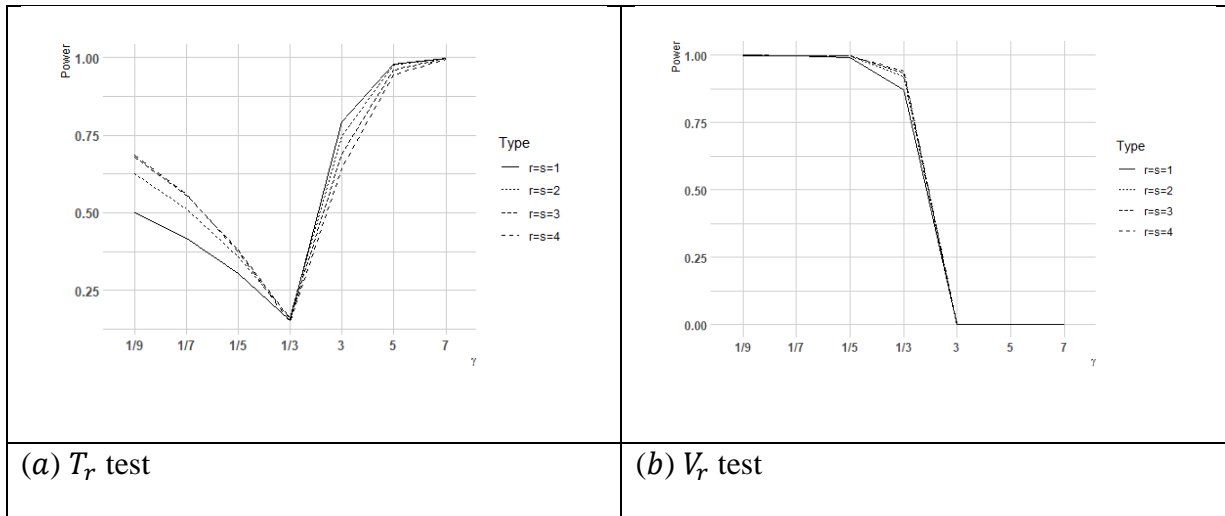 Power
1.00
0.75
0.50
0.25
1/9 1/7 1/5 1/3 3 5 7
γ
Type
r=s=1
r=s=2
r=s=3
r=s=4
(a) Tᵣ test
Power
1.00
0.75
0.50
0.25
0.00
1/9 1/7 1/5 1/3 3 5 7
γ
Type
r=s=1
r=s=2
r=s=3
r=s=4
(b) Vᵣ test